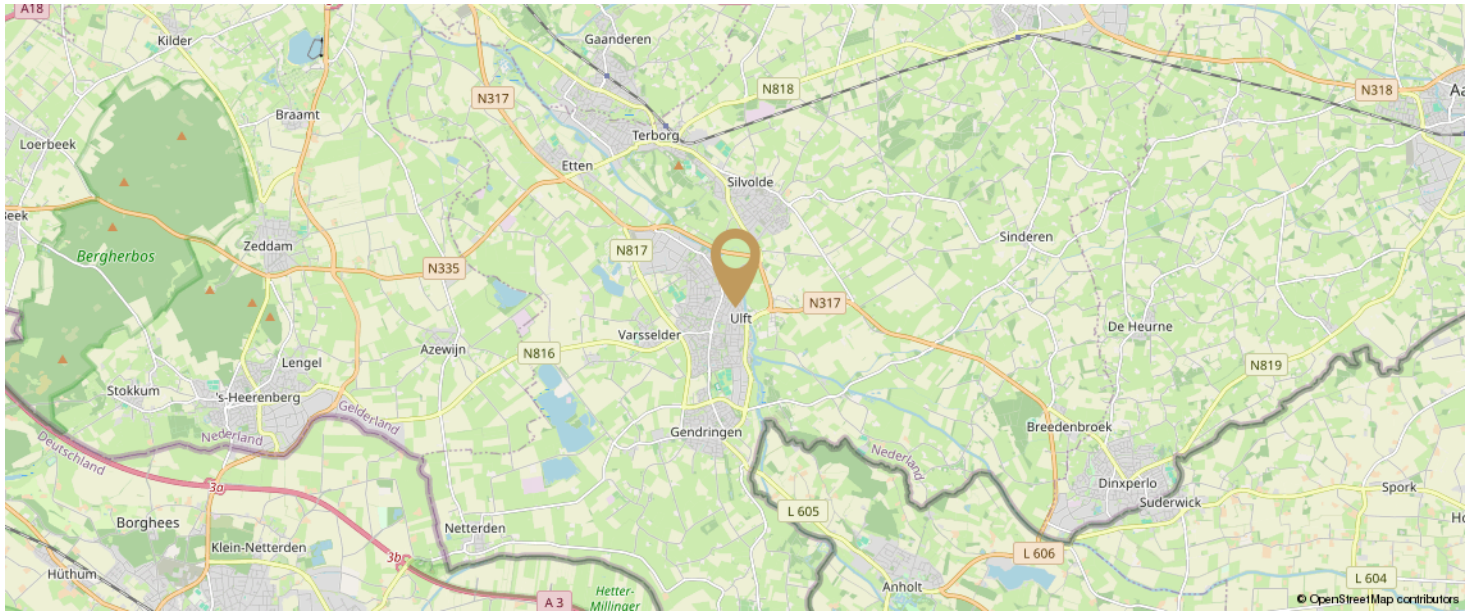 A18
Kilder
Gaanderen
N317
N818
N318
Aa
Braamt
Loerbeek
Terborg
Etten
Silvolde
Beek
Zeddam
Bergherbos
N817
Sinderen
N335
N317
Ulft
De Heurne
Varsselder
Azewijn
N816
N819
Lengel
Stokkum
's-Heerenberg
Gelderland
Nederland
Deutschland
Gendringen
Breedenbroek
Nederland
3a
Dinxperlo
Spork
Suderwick
L 605
Borghees
Netterden
Ho
Klein-Netterden
3b
L 606
Hüthum
Anholt
L 604
A 3
Hetter-
Millinger
© OpenStreetMap contributors